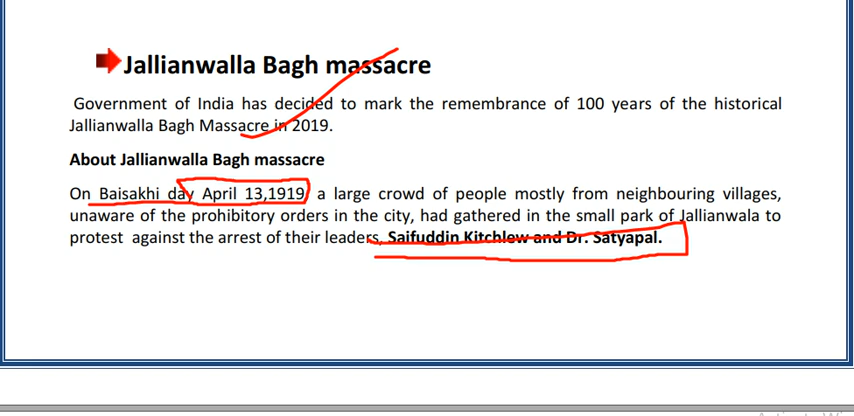 Jallianwalla Bagh massacre
Government of India has decided to mark the remembrance of 100 years of the historical
Jallianwalla Bagh Massacre in 2019.
About Jallianwalla Bagh massacre
On Baisakhi day April 13,1919, a large crowd of people mostly from neighbouring villages,
unaware of the prohibitory orders in the city, had gathered in the small park of Jallianwala to
protest against the arrest of their leaders, Saifuddin Kitchlew and Dr. Satyapal.